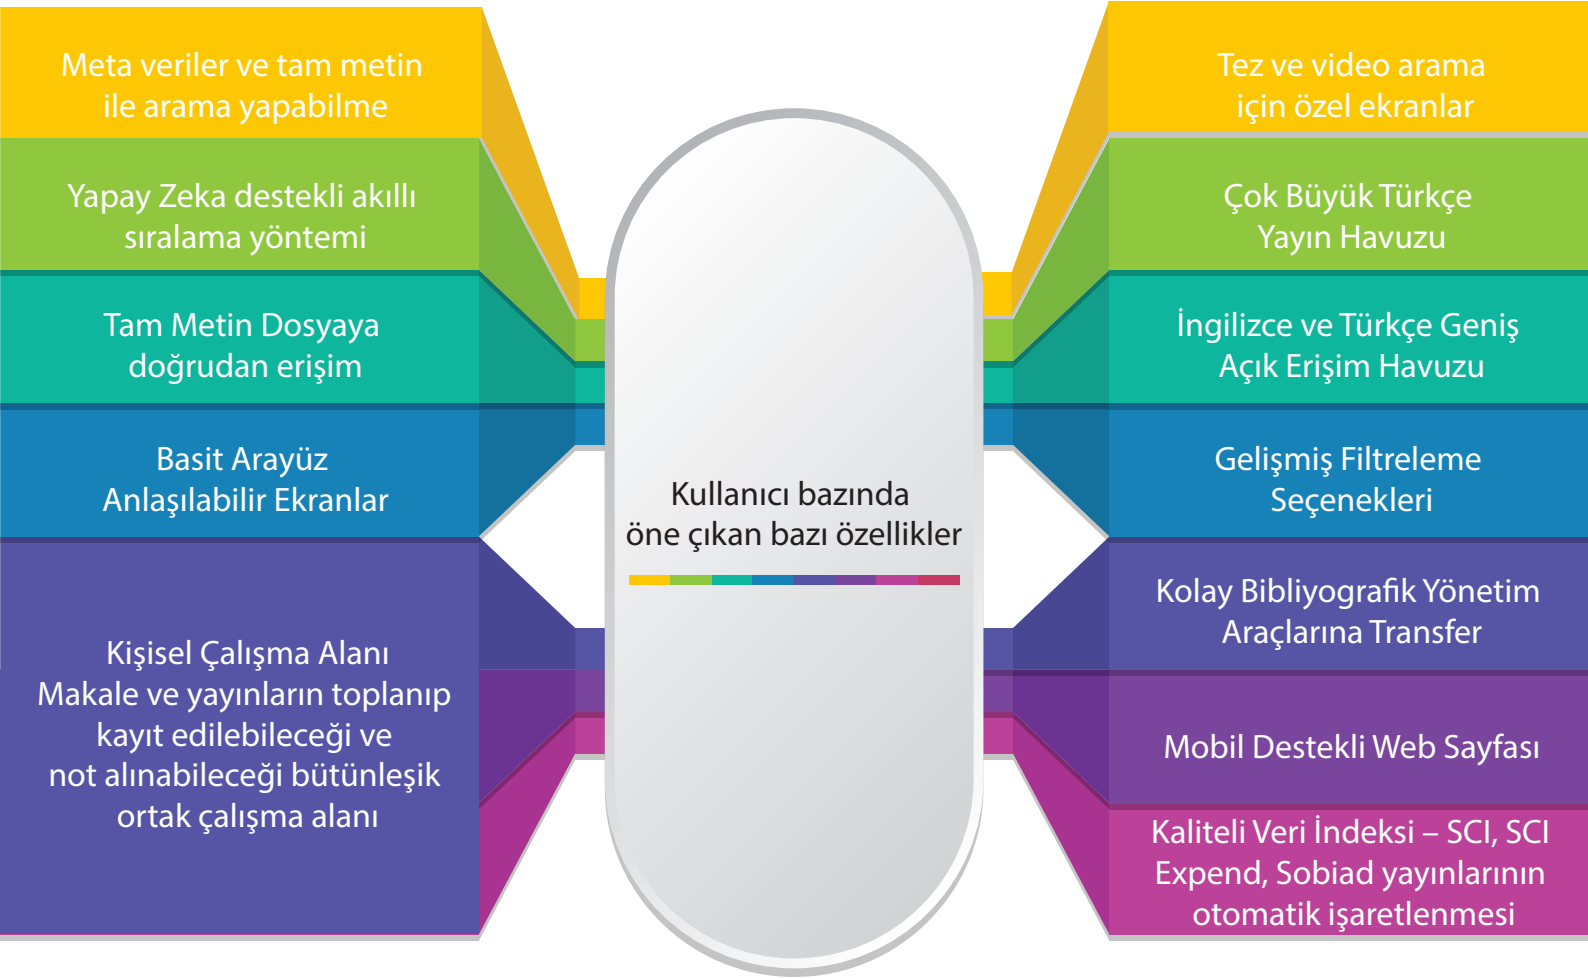 Meta veriler ve tam metin
ile arama yapabilme
Yapay Zeka destekli akıllı
sıralama yöntemi
Tam Metin Dosyaya
doğrudan erişim
Basit Arayüz
Anlaşılabilir Ekranlar
Kişisel Çalışma Alanı
Makale ve yayınların toplanıp
kayıt edilebileceği ve
not alınabileceği bütünleşik
ortak çalışma alanı
Kullanıcı bazında
öne çıkan bazı özellikler
Tez ve video arama
için özel ekranlar
Çok Büyük Türkçe
Yayın Havuzu
İngilizce ve Türkçe Geniş
Açık Erişim Havuzu
Gelişmiş Filtreleme
Seçenekleri
Kolay Bibliyografik Yönetim
Araçlarına Transfer
Mobil Destekli Web Sayfası
Kaliteli Veri İndeksi – SCI, SCI
Expend, Sobiad yayınlarının
otomatik işaretlenmesi